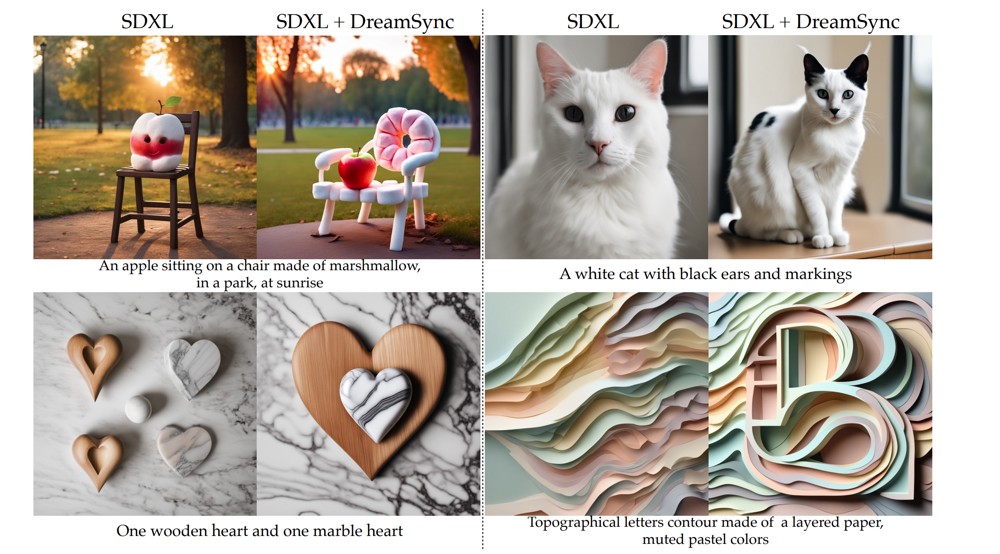 SDXL
SDXL + DreamSync
SDXL
SDXL + DreamSync
An apple sitting on a chair made of marshmallow,
in a park, at sunrise
A white cat with black ears and markings
One wooden heart and one marble heart
Topographical letters contour made of a layered paper,
muted pastel colors